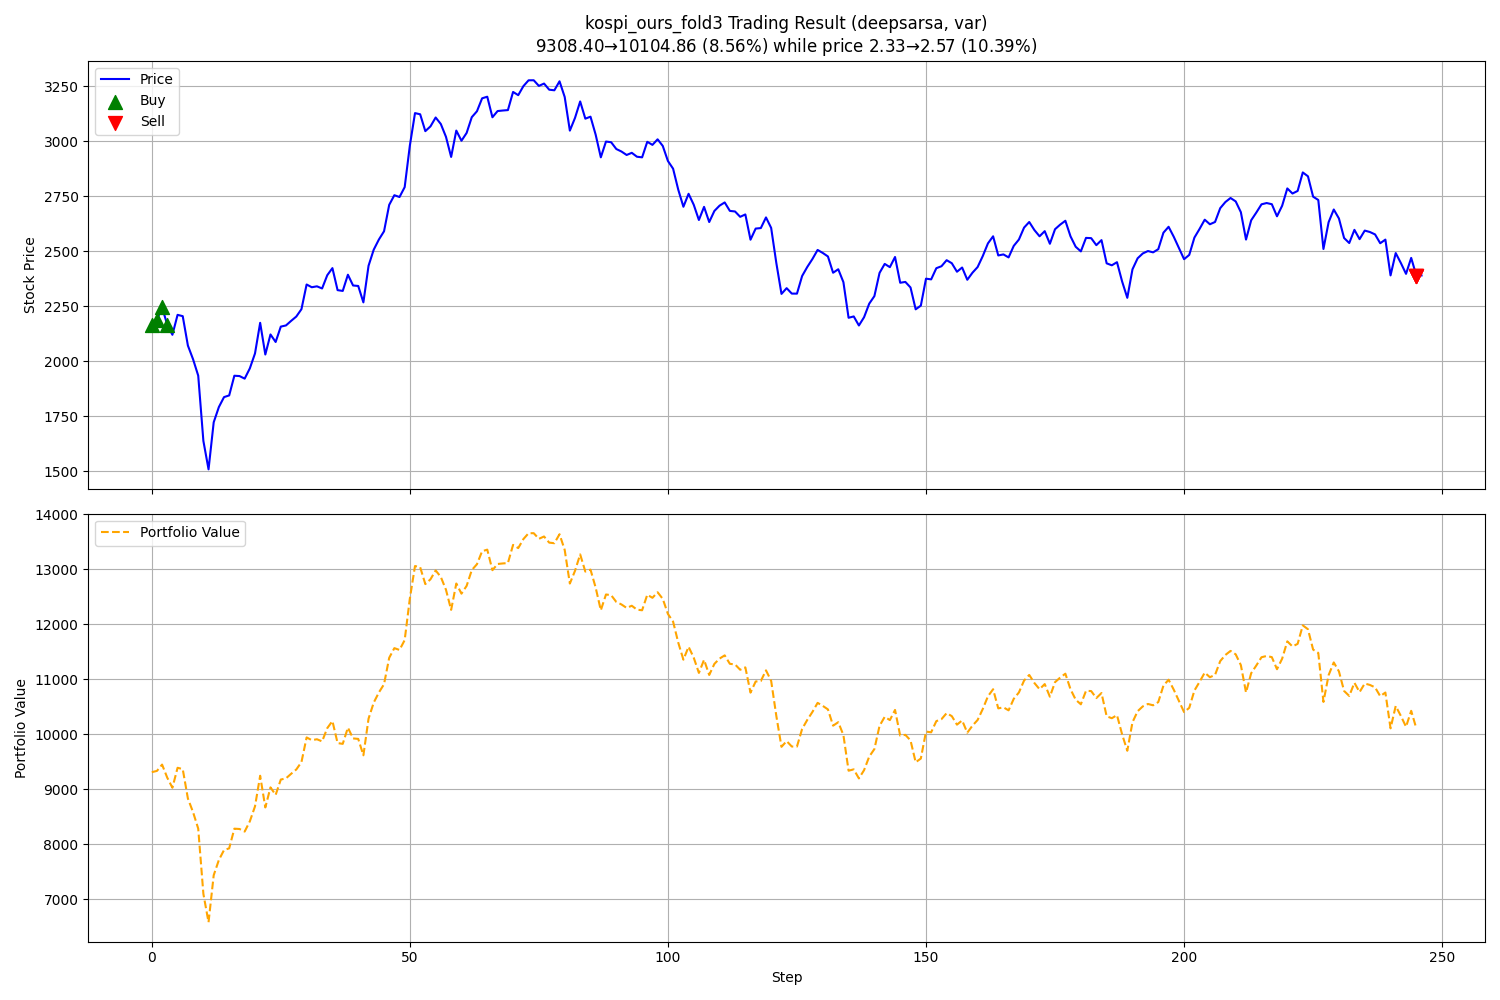 kospi_ours_fold3 Trading Result (deepsarsa, var)
9308.40→10104.86 (8.56%) while price 2.33→2.57 (10.39%)
Price
Buy
Sell
Stock Price
3250
3000
2750
2500
2250
2000
1750
1500
Portfolio Value
Portfolio Value
14000
13000
12000
11000
10000
9000
8000
7000
0
50
100
150
200
250
Step